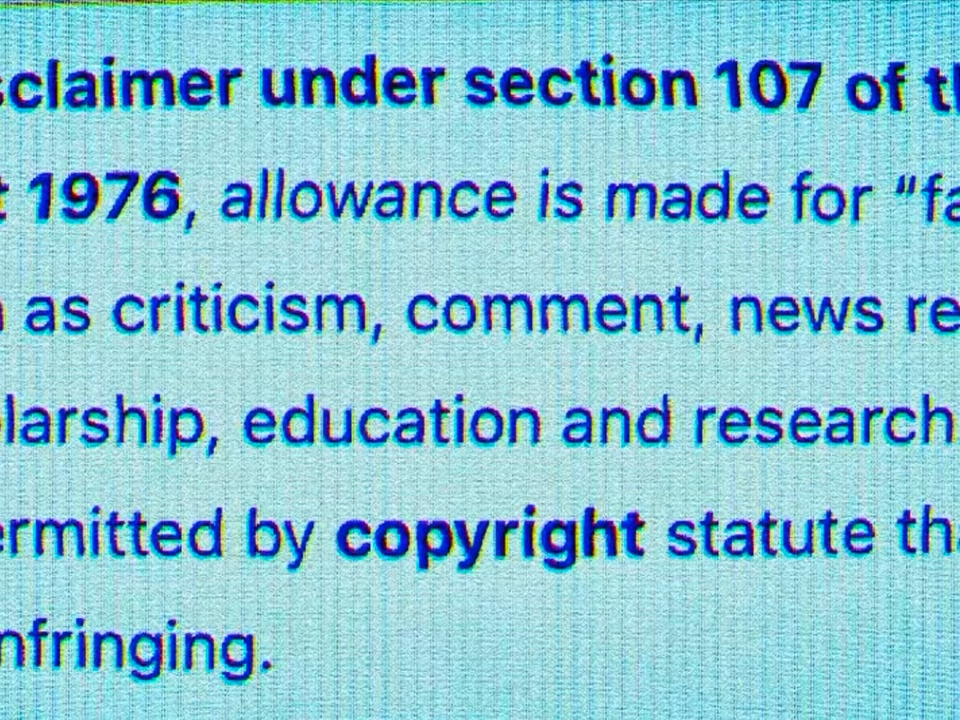 sclaimer under section 107 of th
t 1976, allowance is made for “fa
n as criticism, comment, news re
larship, education and research
ermitted by copyright statute tha
nfringing.